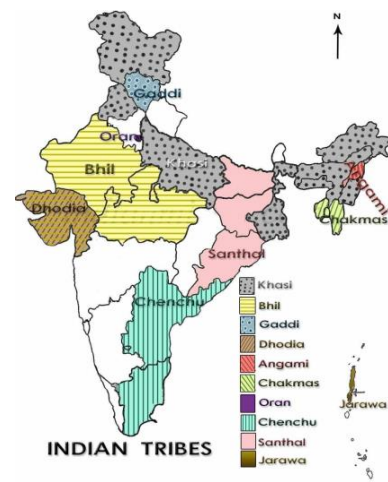 N
Gaddi
Oran
Bhil
Khasi
Angami
Dhodia
Chakmas
Santhal
Chenchu
Khasi
Bhil
Gaddi
Dhodia
Angami
Chakmas
Oran
Chenchu
Santhal
Jarawa
Jarawa
INDIAN TRIBES